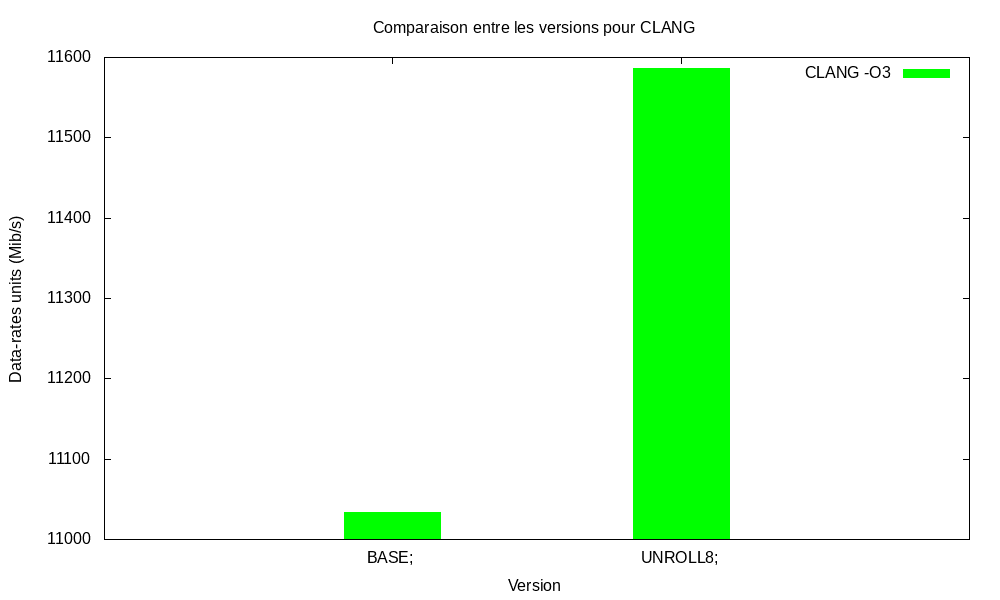 Comparaison entre les versions pour CLANG
11600
CLANG -O3
11500
11400
11300
11200
11100
11000
Data-rates units (Mib/s)
BASE;
UNROLL8;
Version